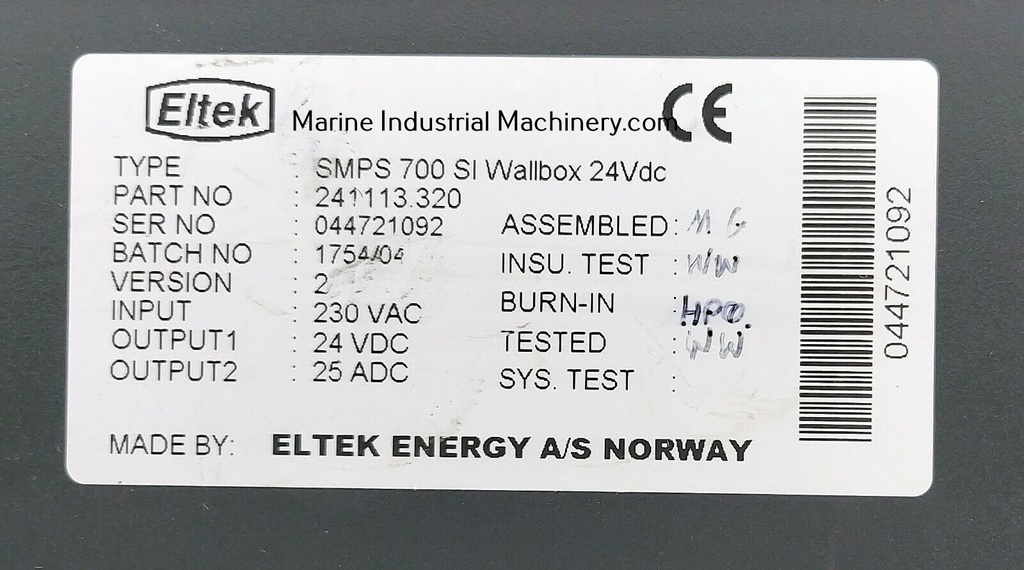 Eltek
Marine Industrial Machinery.com CE
TYPE : SMPS 700 SI Wallbox 24Vdc
PART NO : 241113.320
SER NO : 044721092
BATCH NO : 1754/04
VERSION : 2
INPUT : 230 VAC
OUTPUT1 : 24 VDC
OUTPUT2 : 25 ADC
ASSEMBLED : M G
INSU. TEST : WW
BURN-IN : HPO.
TESTED : WW
SYS. TEST :
MADE BY: ELTEK ENERGY A/S NORWAY
044721092